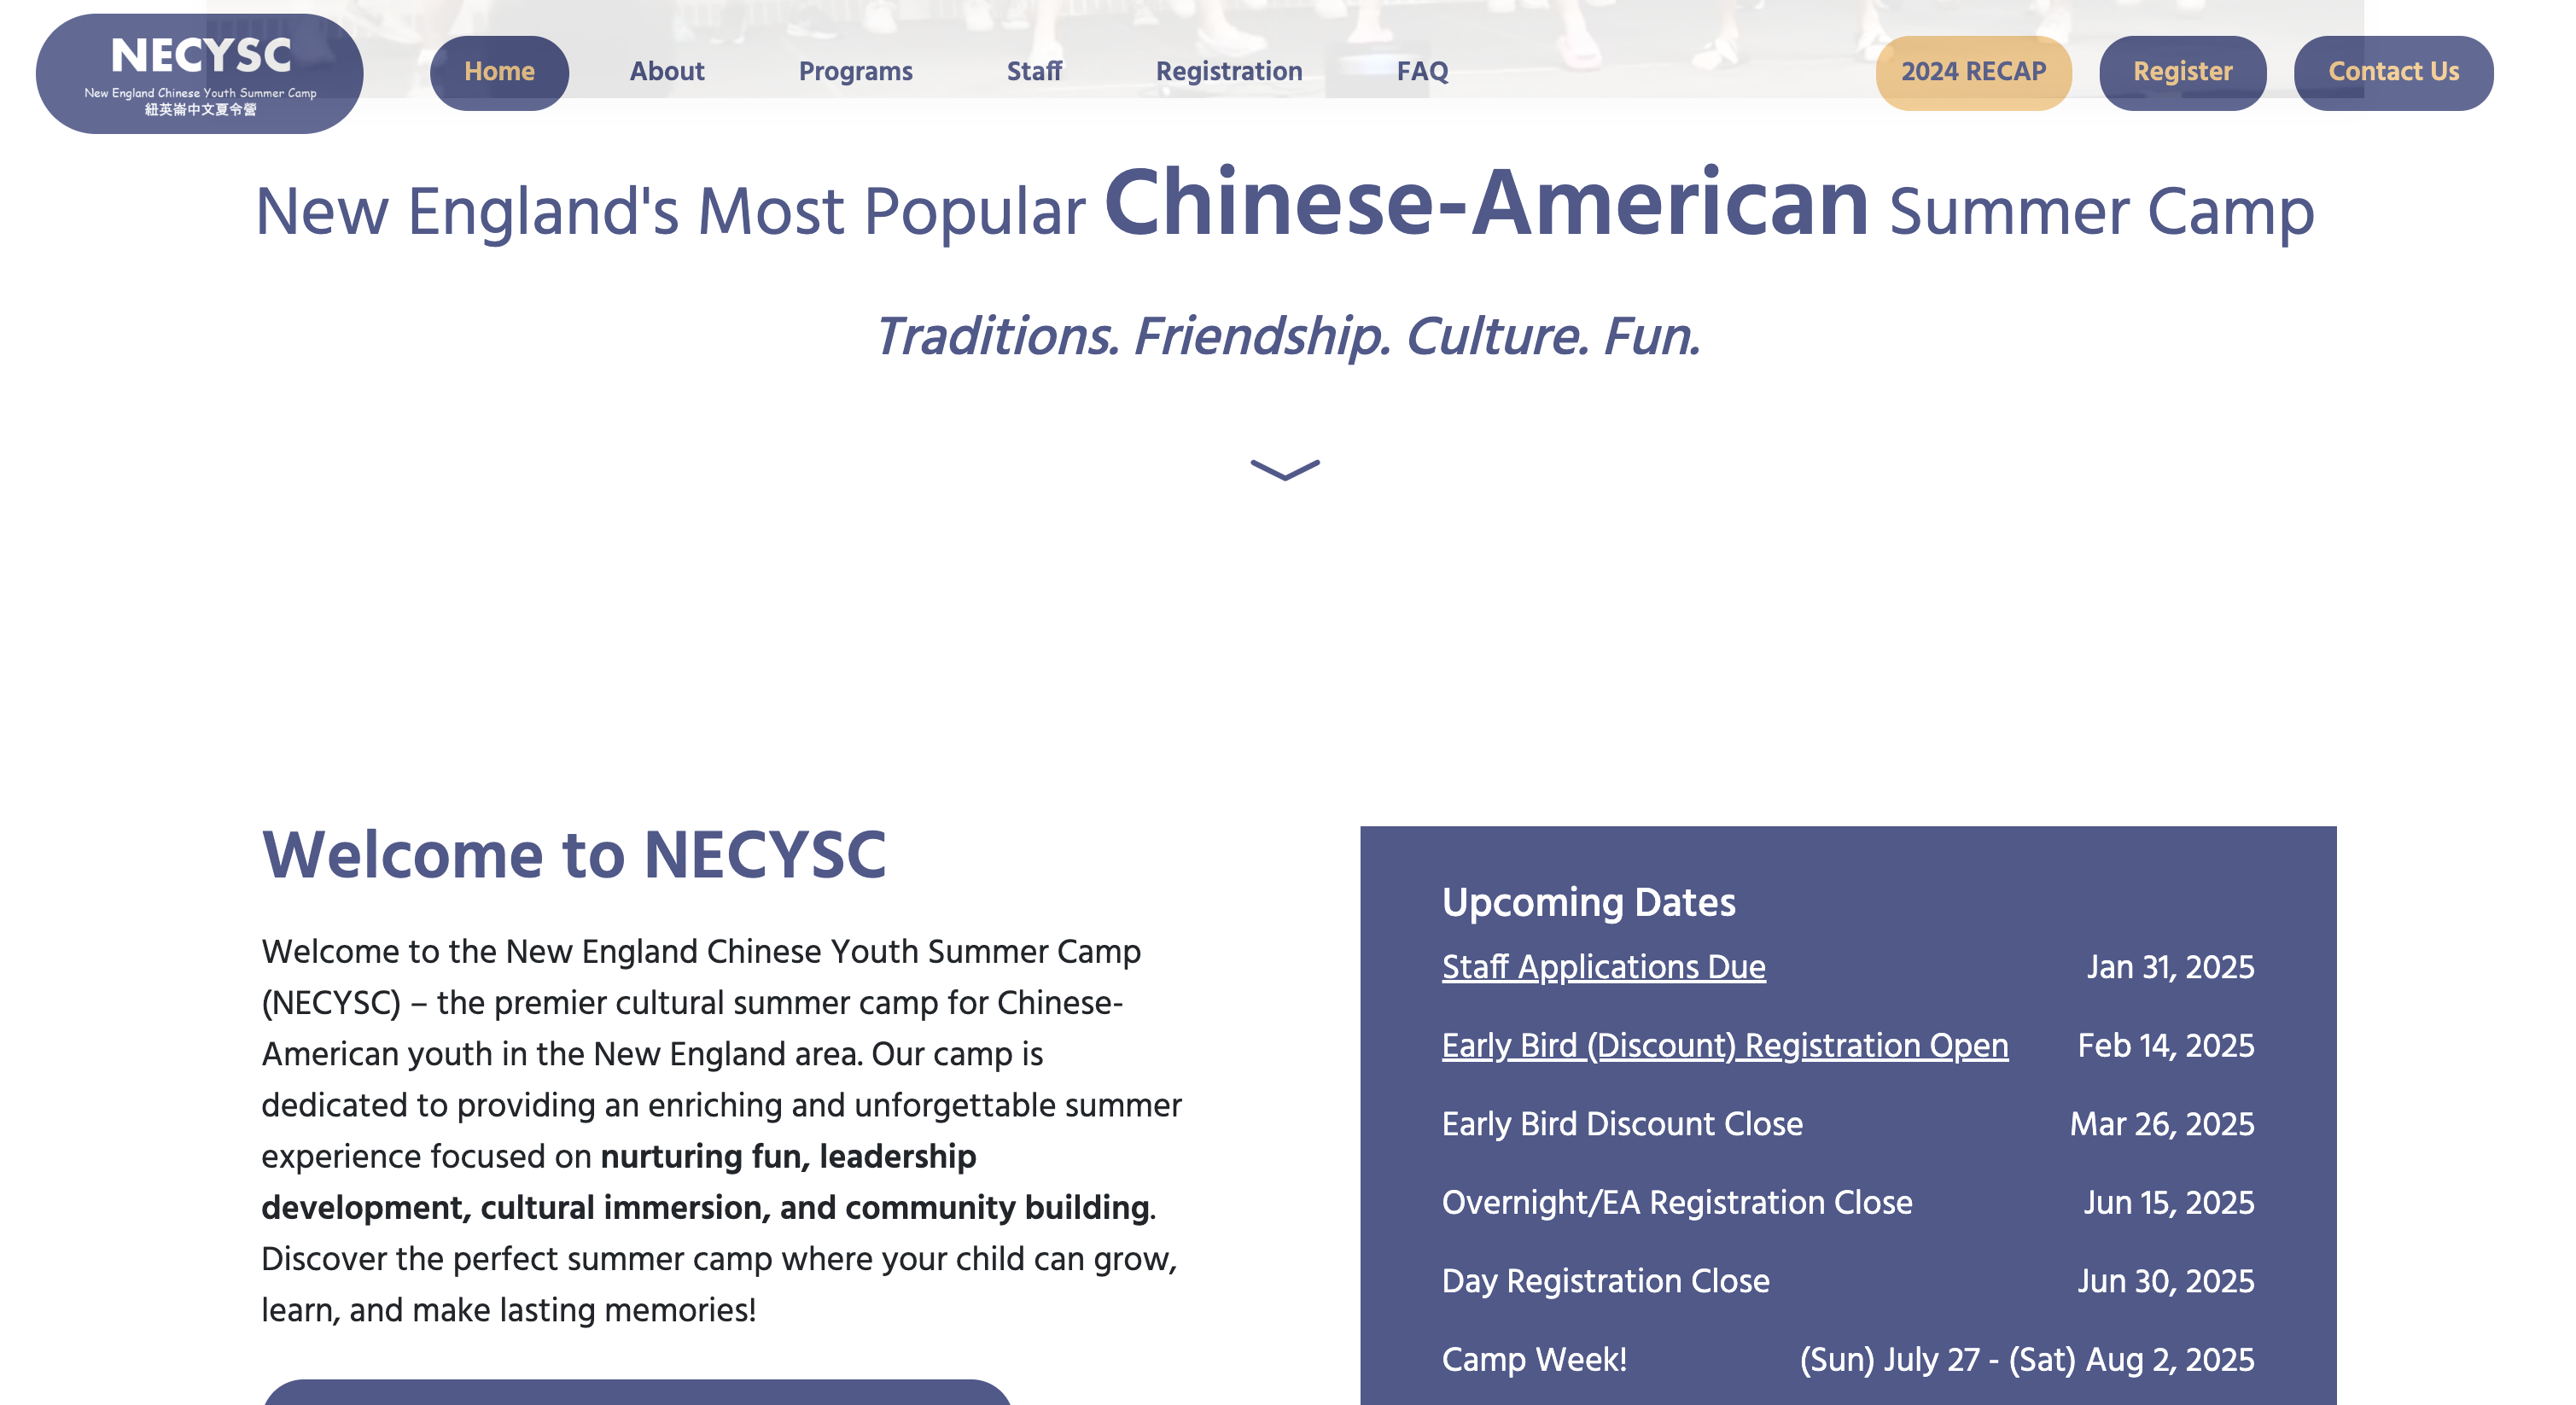 NECYSC
New England Chinese Youth Summer Camp
紐英崙中文夏令營
Home
About
Programs
Staff
Registration
FAQ
2024 RECAP
Register
Contact Us
New England's Most Popular Chinese-American Summer Camp
Traditions. Friendship. Culture. Fun.
Welcome to NECYSC
Welcome to the New England Chinese Youth Summer Camp
(NECYSC) – the premier cultural summer camp for Chinese-
American youth in the New England area. Our camp is
dedicated to providing an enriching and unforgettable summer
experience focused on nurturing fun, leadership
development, cultural immersion, and community building.
Discover the perfect summer camp where your child can grow,
learn, and make lasting memories!
Upcoming Dates
Staff Applications Due Jan 31, 2025
Early Bird (Discount) Registration Open Feb 14, 2025
Early Bird Discount Close Mar 26, 2025
Overnight/EA Registration Close Jun 15, 2025
Day Registration Close Jun 30, 2025
Camp Week! (Sun) July 27 - (Sat) Aug 2, 2025